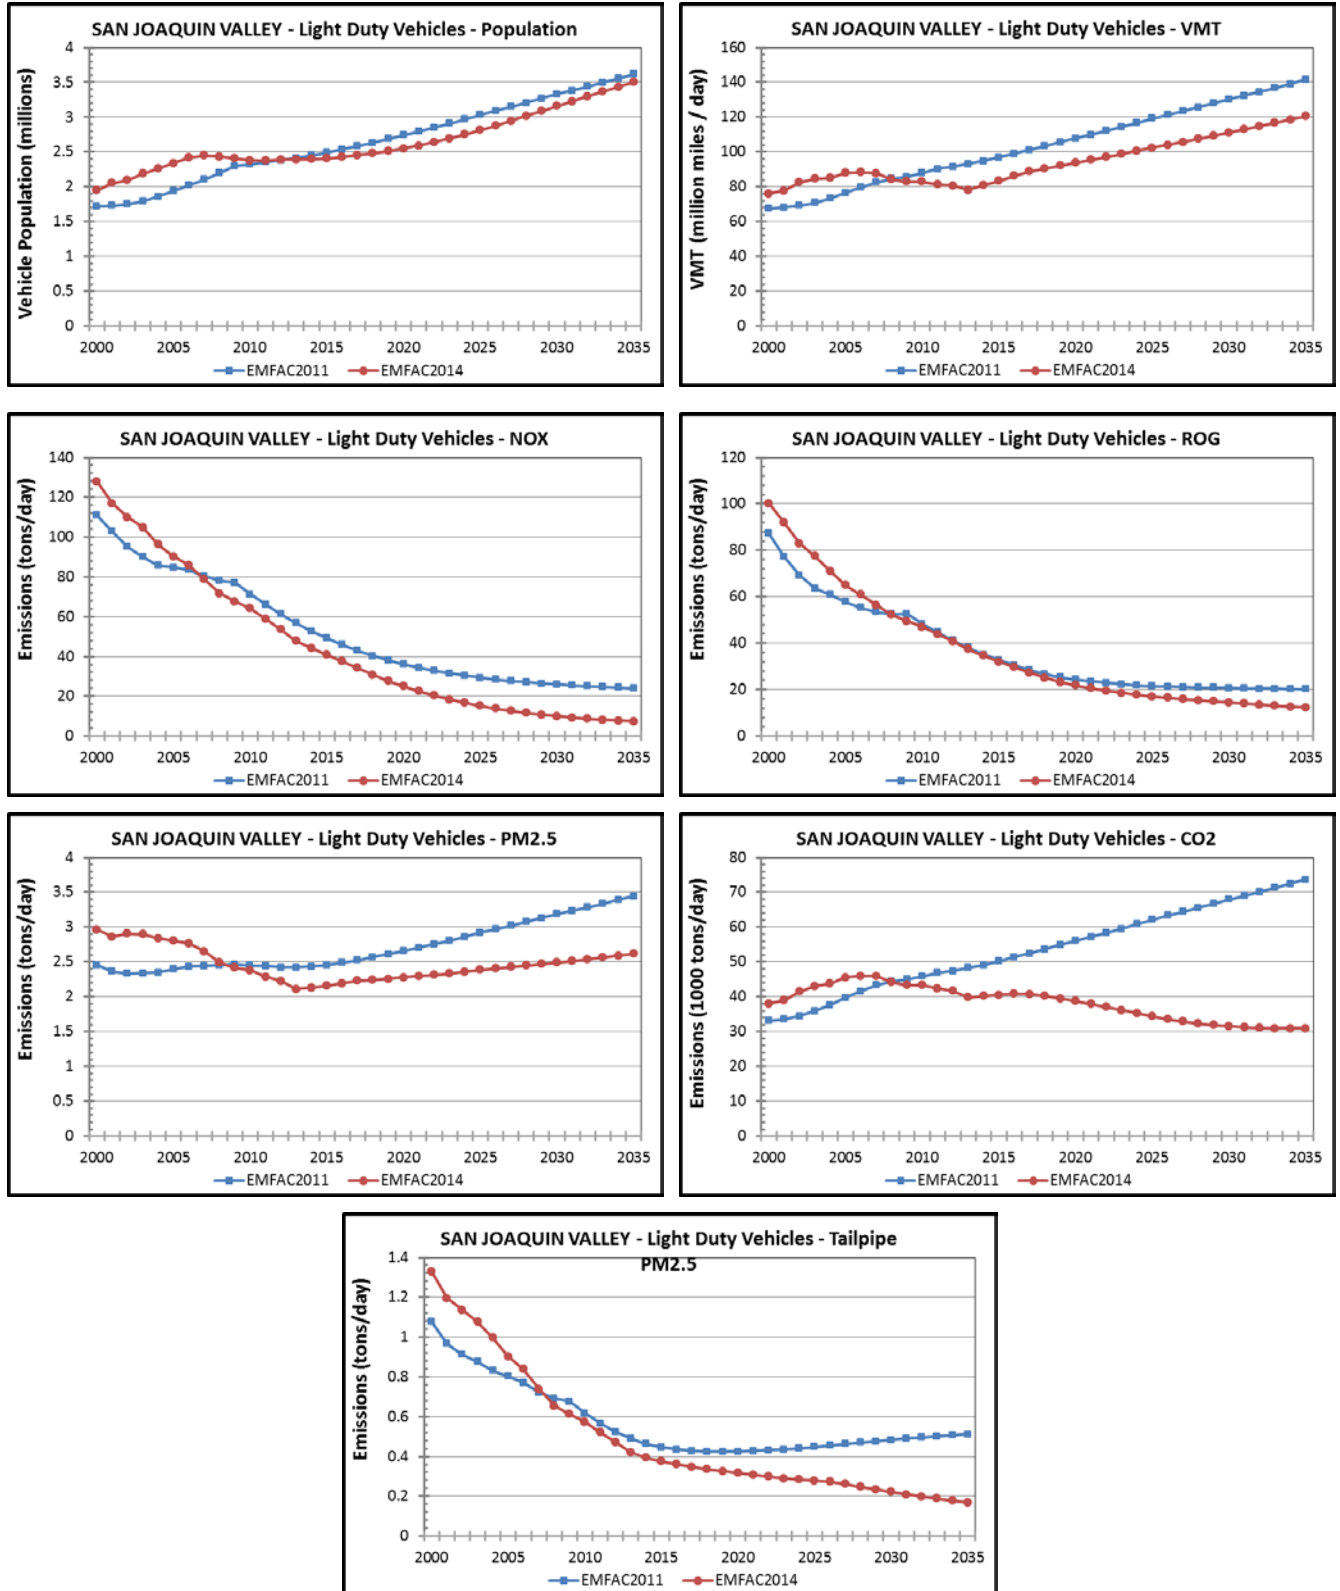 SAN JOAQUIN VALLEY - Light Duty Vehicles - Population
Vehicle Population (millions)
4
3.5
3
2.5
2
1.5
1
0.5
0
2000 2005 2010 2015 2020 2025 2030 2035
EMFAC2011 EMFAC2014
SAN JOAQUIN VALLEY - Light Duty Vehicles - VMT
VMT (million miles / day)
160
140
120
100
80
60
40
20
0
2000 2005 2010 2015 2020 2025 2030 2035
EMFAC2011 EMFAC2014
SAN JOAQUIN VALLEY - Light Duty Vehicles - NOX
Emissions (tons/day)
140
120
100
80
60
40
20
0
2000 2005 2010 2015 2020 2025 2030 2035
EMFAC2011 EMFAC2014
SAN JOAQUIN VALLEY - Light Duty Vehicles - ROG
Emissions (tons/day)
120
100
80
60
40
20
0
2000 2005 2010 2015 2020 2025 2030 2035
EMFAC2011 EMFAC2014
SAN JOAQUIN VALLEY - Light Duty Vehicles - PM2.5
Emissions (tons/day)
4
3.5
3
2.5
2
1.5
1
0.5
0
2000 2005 2010 2015 2020 2025 2030 2035
EMFAC2011 EMFAC2014
SAN JOAQUIN VALLEY - Light Duty Vehicles - CO2
Emissions (1000 tons/day)
80
70
60
50
40
30
20
10
0
2000 2005 2010 2015 2020 2025 2030 2035
EMFAC2011 EMFAC2014
SAN JOAQUIN VALLEY - Light Duty Vehicles - Tailpipe
PM2.5
Emissions (tons/day)
1.4
1.2
1
0.8
0.6
0.4
0.2
0
2000 2005 2010 2015 2020 2025 2030 2035
EMFAC2011 EMFAC2014